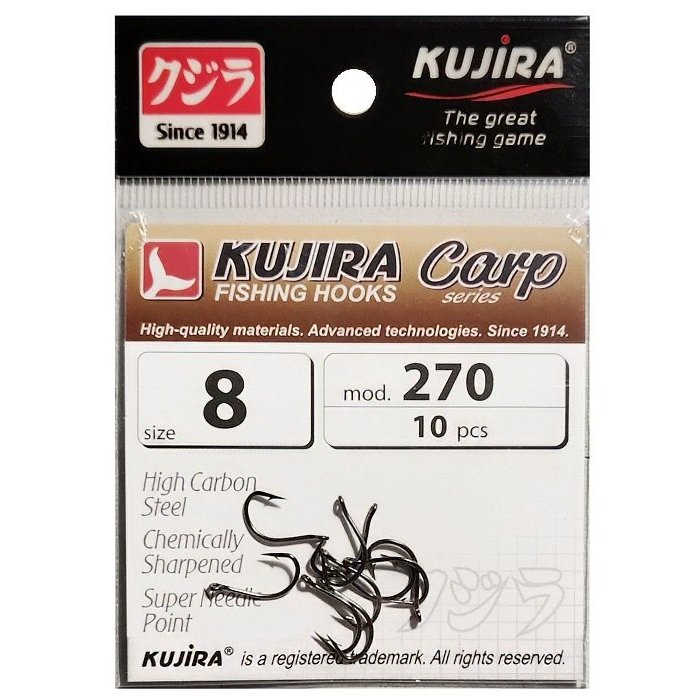 クジラ
Since 1914
KUJIRA®
The great
fishing game
KUJIRA Carp
FISHING HOOKS series
High-quality materials. Advanced technologies. Since 1914.
size 8
mod. 270
10 pcs
High Carbon
Steel
Chemically
Sharpened
Super Needle
Point
クジラ
KUJIRA® is a registered trademark. All rights reserved.